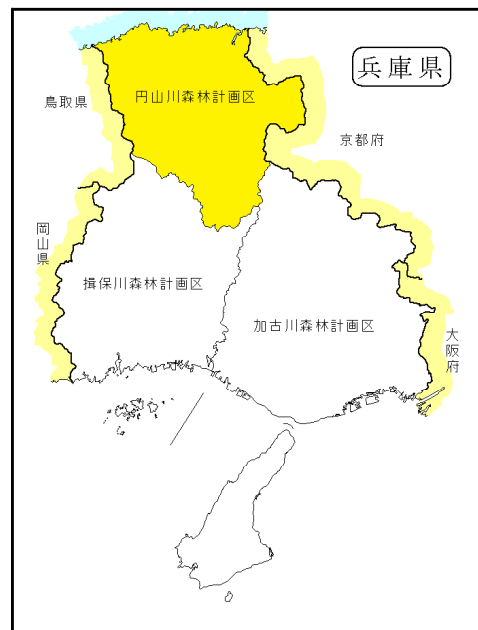 兵庫県
円山川森林計画区
鳥取県
京都府
岡山県
揖保川森林計画区
加古川森林計画区
大阪府